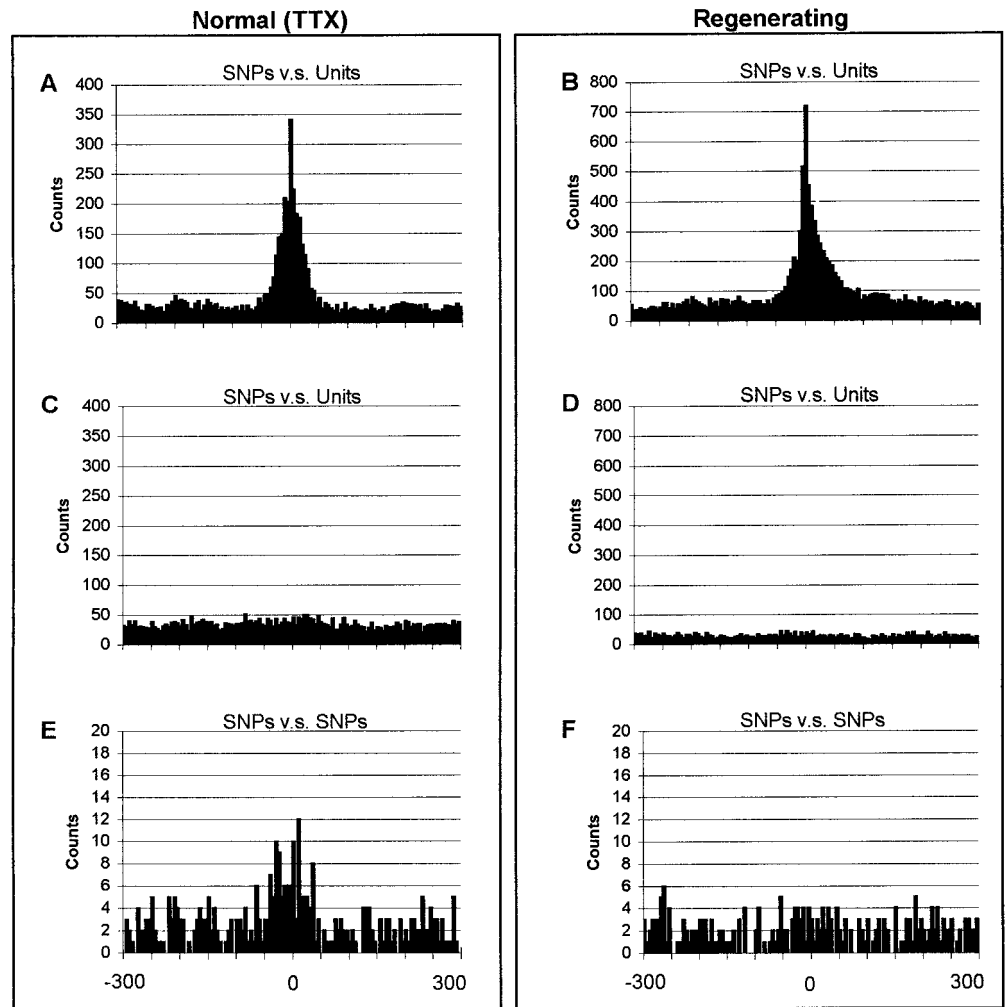 Normal (TTX)
Regenerating
A
SNPs v.s. Units
400
350
300
250
200
150
100
50
0
Counts
B
SNPs v.s. Units
800
700
600
500
400
300
200
100
0
Counts
C
SNPs v.s. Units
400
350
300
250
200
150
100
50
0
Counts
D
SNPs v.s. Units
800
700
600
500
400
300
200
100
0
Counts
E
SNPs v.s. SNPs
20
18
16
14
12
10
8
6
4
2
0
Counts
-300 0 300
F
SNPs v.s. SNPs
20
18
16
14
12
10
8
6
4
2
0
Counts
-300 0 300